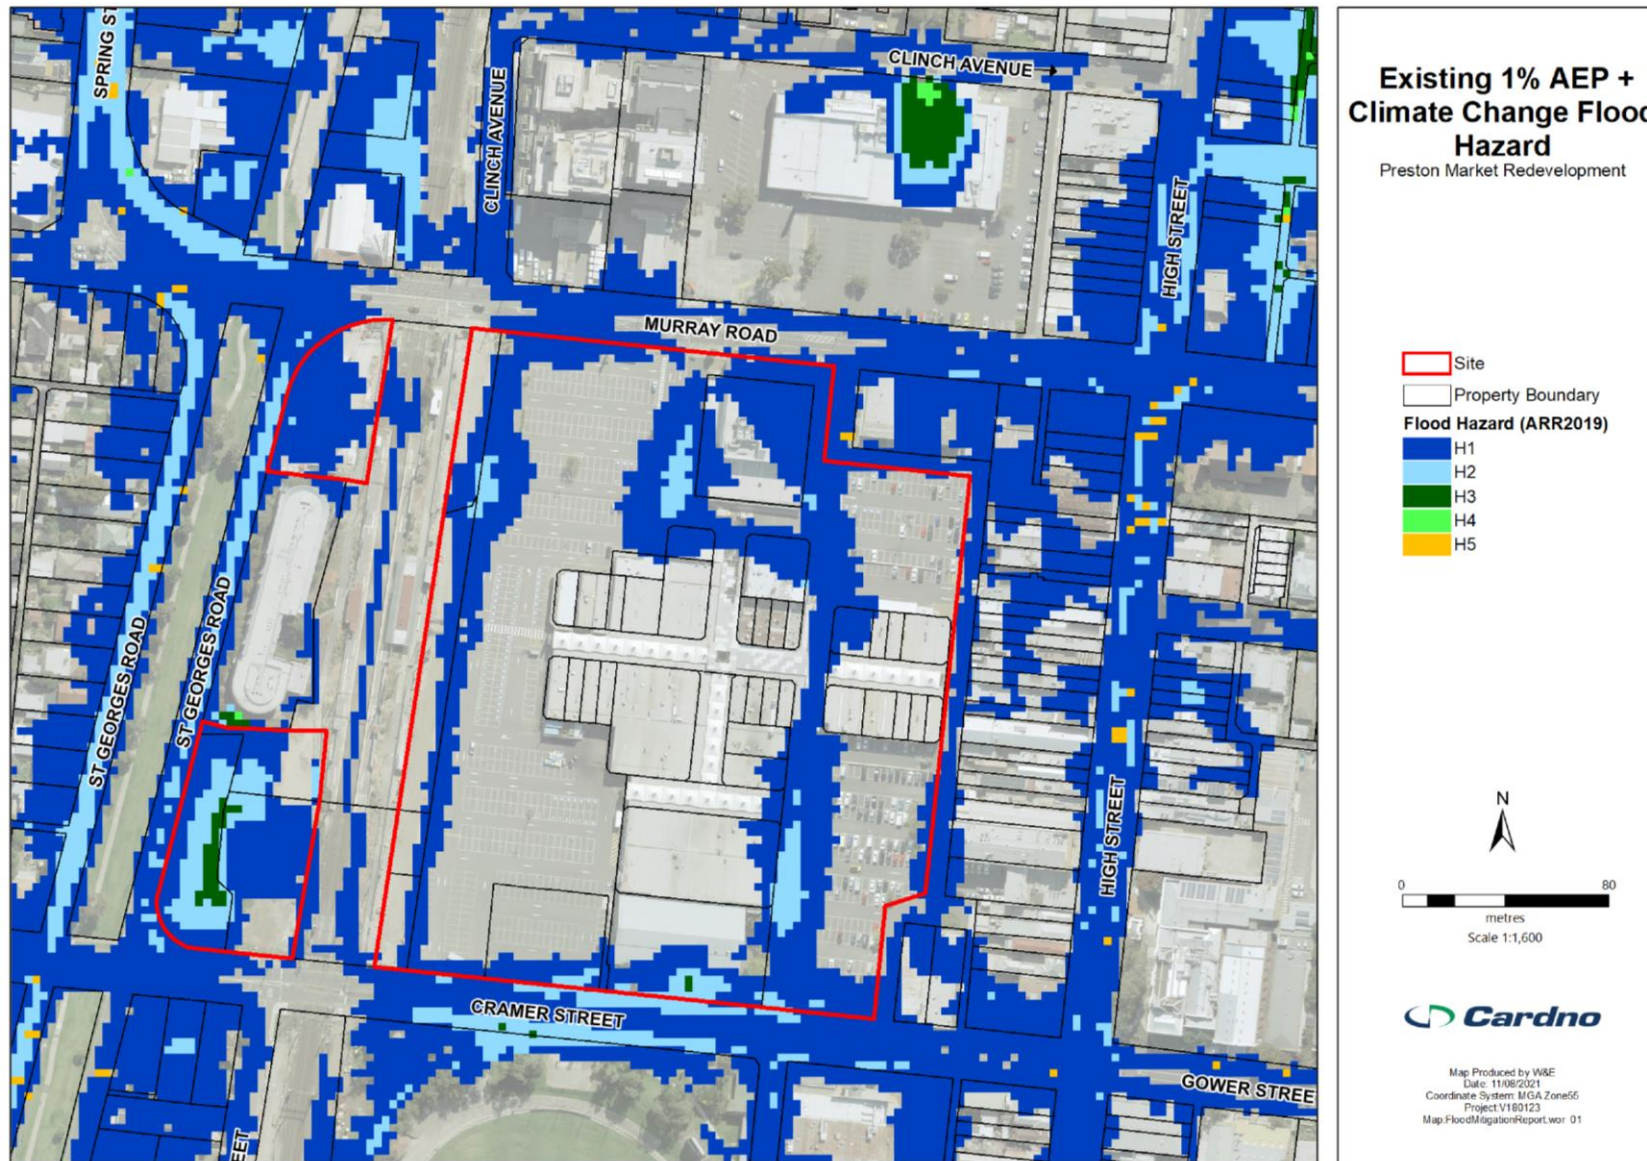 SPRING ST
CLINCH AVENUE
CLINCH AVENUE
HIGH STREET
MURRAY ROAD
ST GEORGES ROAD
ST GEORGES ROAD
HIGH STREET
CRAMER STREET
GOWER STREE
EET
Existing 1% AEP +
Climate Change Flood
Hazard
Preston Market Redevelopment
Site
Property Boundary
Flood Hazard (ARR2019)
H1
H2
H3
H4
H5
N
0 80
metres
Scale 1:1,600
Cardno
Map Produced by W&E
Date: 11/08/2021
Coordinate System: MGA Zone55
Project:V180123
Map:FloodMitigationReport.wor 01